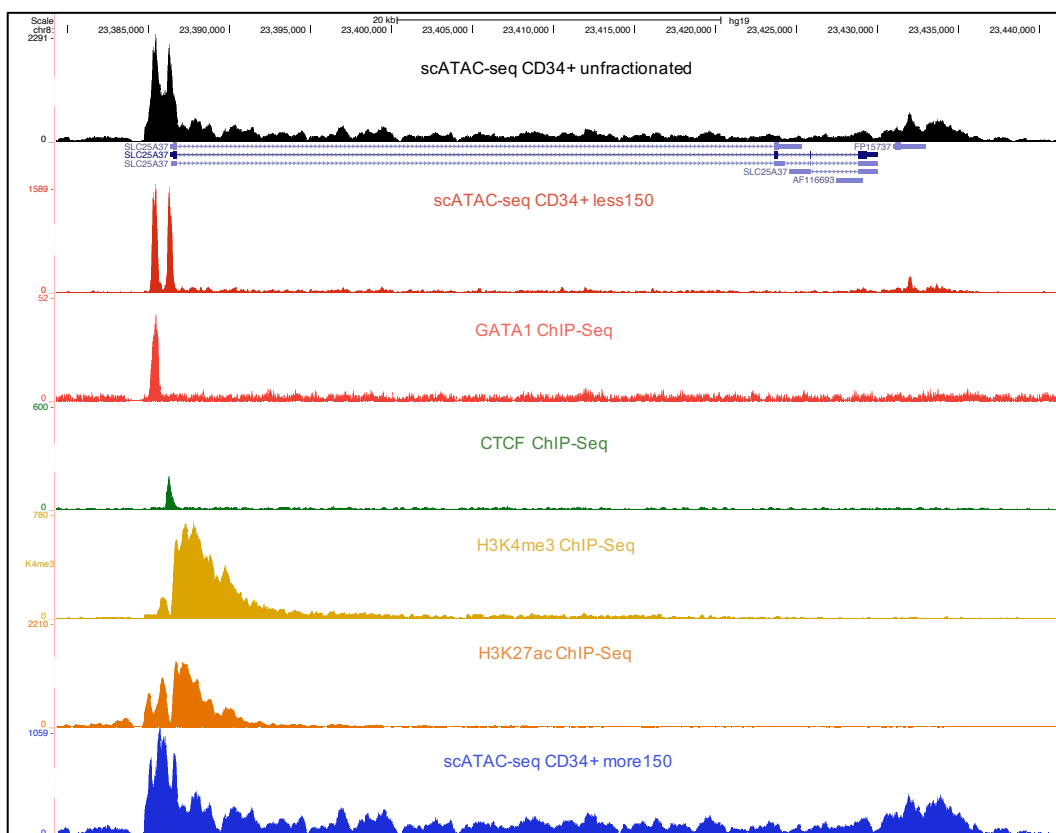 Scale
20 kb
hg19
chr8:
23,385,000
23,390,000
23,395,000
23,400,000
23,405,000
23,410,000
23,415,000
23,420,000
23,425,000
23,430,000
23,435,000
23,440,000
2291
scATAC-seq CD34+ unfractionated
0
SLC25A37
FP15737
SLC25A37
SLC25A37
SLC25A37
AF116693
1589
scATAC-seq CD34+ less150
0
52
GATA1 ChIP-Seq
0
600
CTCF ChIP-Seq
0
780
H3K4me3 ChIP-Seq
K4me3
0
2210
H3K27ac ChIP-Seq
0
1059
scATAC-seq CD34+ more150
0